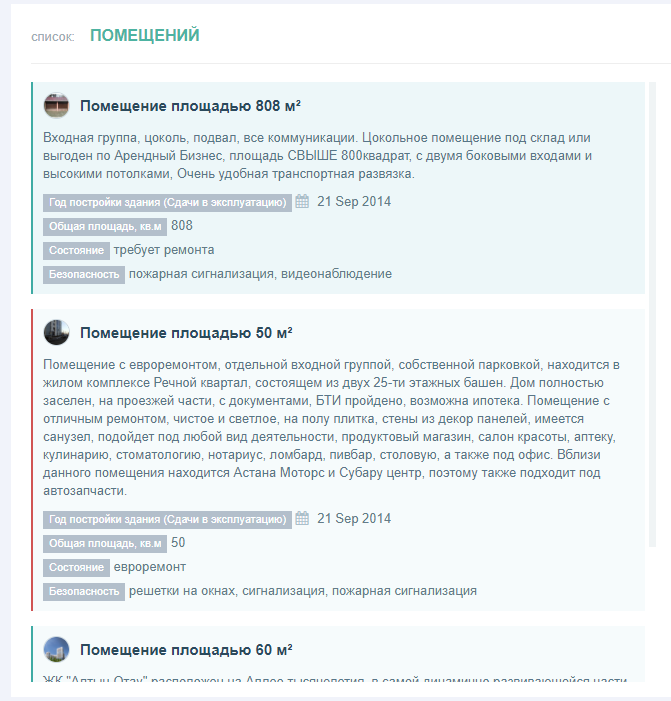 список: ПОМЕЩЕНИЙ
Помещение площадью 808 м²
Входная группа, цоколь, подвал, все коммуникации. Цокольное помещение под склад или
выгоден по Арендный Бизнес, площадь СВЫШЕ 800квадрат, с двумя боковыми входами и
высокими потолками, Очень удобная транспортная развязка.
Год постройки здания (Сдачи в эксплуатацию) 21 Sep 2014
Общая площадь, кв.м 808
Состояние требует ремонта
Безопасность пожарная сигнализация, видеонаблюдение
Помещение площадью 50 м²
Помещение с евроремонтом, отдельной входной группой, собственной парковкой, находится в
жилом комплексе Речной квартал, состоящем из двух 25-ти этажных башен. Дом полностью
заселен, на проезжей части, с документами, БТИ пройдено, возможна ипотека. Помещение с
отличным ремонтом, чистое и светлое, на полу плитка, стены из декор панелей, имеется
санузел, подойдет под любой вид деятельности, продуктовый магазин, салон красоты, аптеку,
кулинарию, стоматологию, нотариус, ломбард, пивбар, столовую, а также под офис. Вблизи
данного помещения находится Астана Моторс и Субару центр, поэтому также подходит под
автозапчасти.
Год постройки здания (Сдачи в эксплуатацию) 21 Sep 2014
Общая площадь, кв.м 50
Состояние евроремонт
Безопасность решетки на окнах, сигнализация, пожарная сигнализация
Помещение площадью 60 м²
ЖК "Алтын Отау" расположен на Аллее тысячелетия, в самой динамично развивающейся части